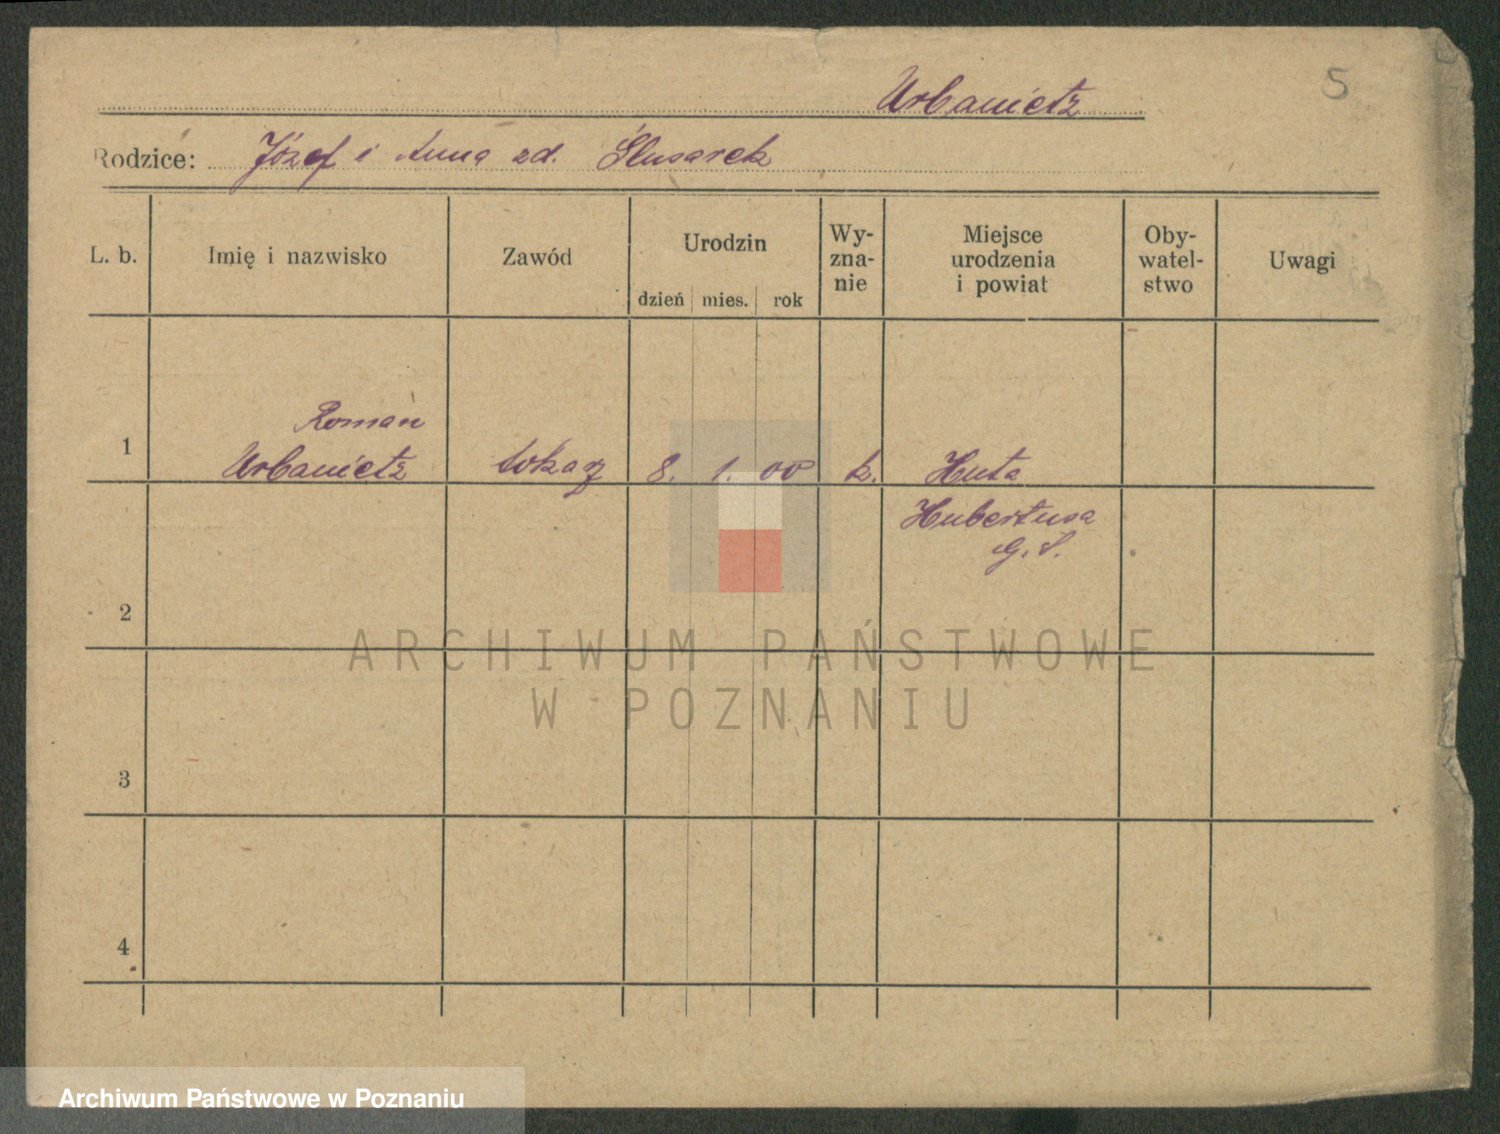 Urbanietz
5
Rodzice: Józef i Anna zd. Ślusarek
L. b.
Imię i nazwisko
Zawód
Urodzin
dzień mies. rok
Wy-
zna-
nie
Miejsce
urodzenia
i powiat
Oby-
watel-
stwo
Uwagi
1
Roman
Urbanietz
tokarz
8. 1. 00
k.
Huta
Hubertusa
G. S.
2
3
4
ARCHIWUM PAŃSTWOWE
W POZNANIU
Archiwum Państwowe w Poznaniu